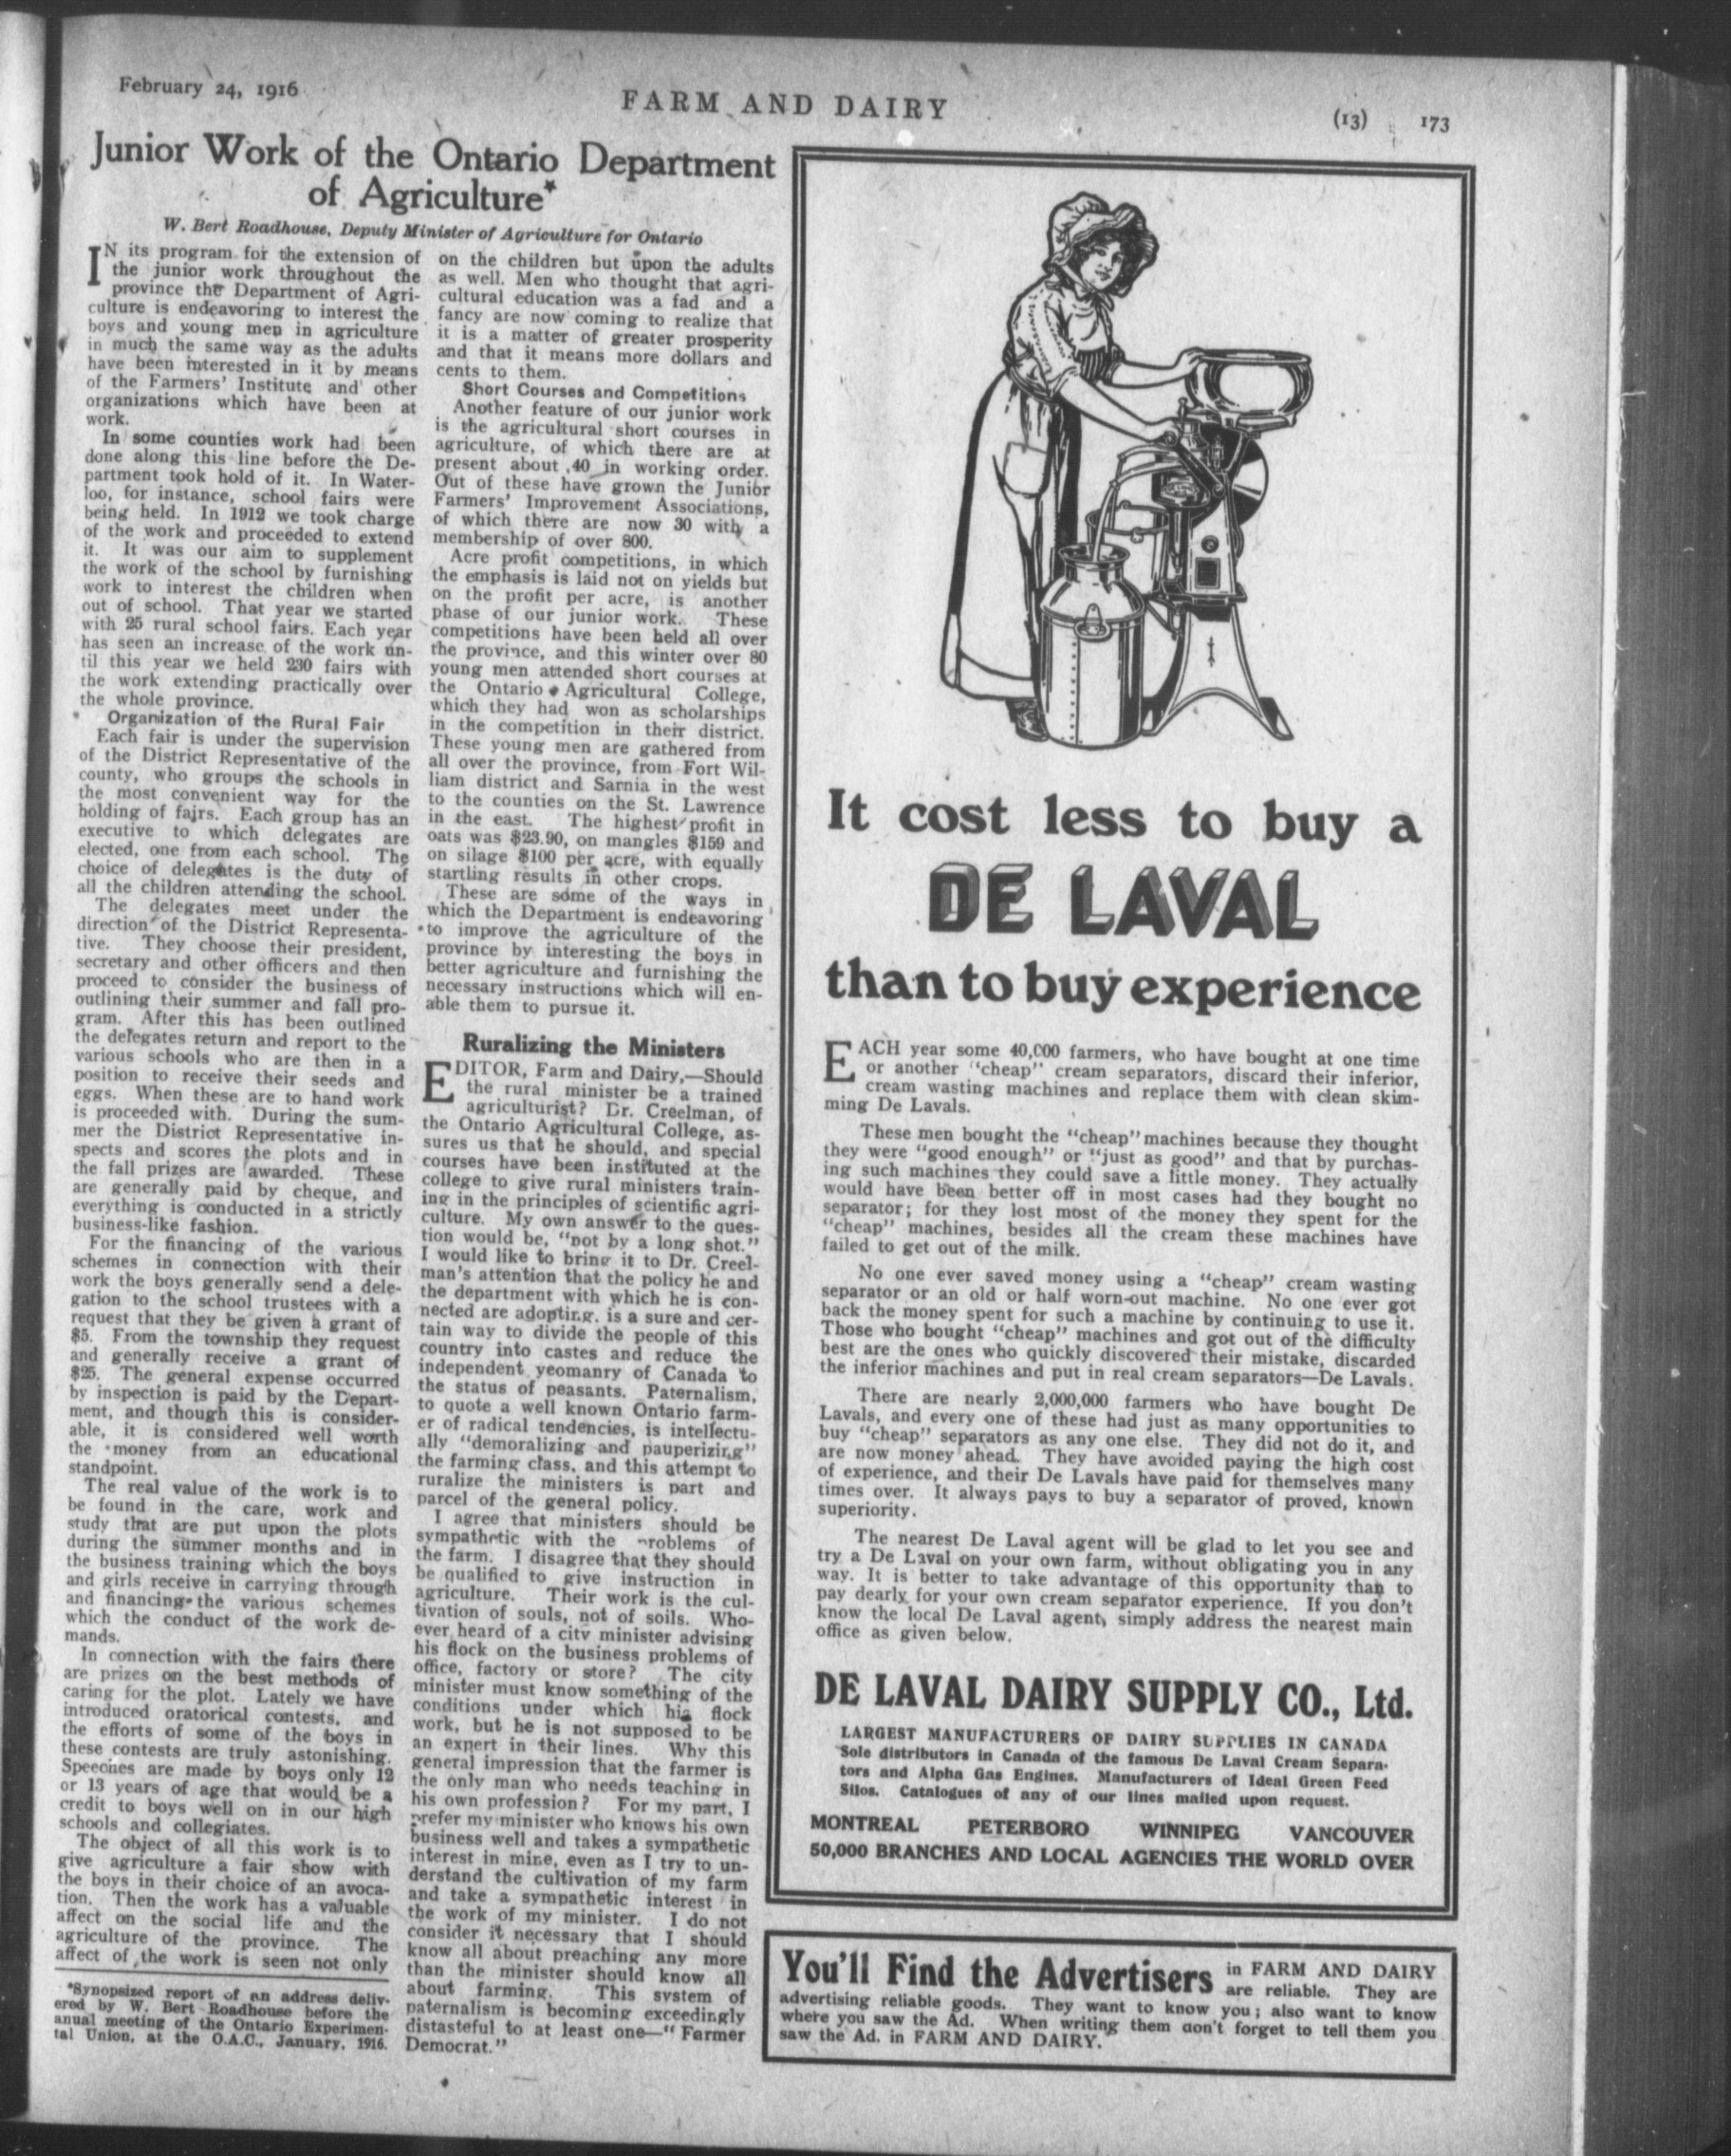 February 24, 1916
FARM AND DAIRY
(13) 173
Junior Work of the Ontario Department
of Agriculture*
W. Bert Roadhouse, Deputy Minister of Agriculture for Ontario
IN its program for the extension of
the junior work throughout the
province the Department of Agri-
culture is endeavoring to interest the
boys and young men in agriculture
in much the same way as the adults
have been interested in it by means
of the Farmers' Institute and other
organizations which have been at
work.
In some counties work had been
done along this line before the De-
partment took hold of it. In Water-
loo, for instance, school fairs were
being held. In 1912 we took charge
of the work and proceeded to extend
it. It was our aim to supplement
the work of the school by furnishing
work to interest the children when
out of school. That year we started
with 25 rural school fairs. Each year
has seen an increase of the work un-
til this year we held 230 fairs with
the work extending practically over
the whole province.
Organization of the Rural Fair
Each fair is under the supervision
of the District Representative of the
county, who groups the schools in
the most convenient way for the
holding of fairs. Each group has an
executive to which delegates are
elected, one from each school. The
choice of delegates is the duty of
all the children attending the school.
The delegates meet under the
direction of the District Representa-
tive. They choose their president,
secretary and other officers and then
proceed to consider the business of
outlining their summer and fall pro-
gram. After this has been outlined
the delegates return and report to the
various schools who are then in a
position to receive their seeds and
eggs. When these are to hand work
is proceeded with. During the sum-
mer the District Representative in-
spects and scores the plots and in
the fall prizes are awarded. These
are generally paid by cheque, and
everything is conducted in a strictly
business-like fashion.
For the financing of the various
schemes in connection with their
work the boys generally send a dele-
gation to the school trustees with a
request that they be given a grant of
$5. From the township they request
and generally receive a grant of
$25. The general expense occurred
by inspection is paid by the Depart-
ment, and though this is consider-
able, it is considered well worth
the money from an educational
standpoint.
The real value of the work is to
be found in the care, work and
study that are put upon the plots
during the summer months and in
the business training which the boys
and girls receive in carrying through
and financing the various schemes
which the conduct of the work de-
mands.
In connection with the fairs there
are prizes on the best methods of
caring for the plot. Lately we have
introduced oratorical contests, and
the efforts of some of the boys in
these contests are truly astonishing.
Speeches are made by boys only 12
or 13 years of age that would be a
credit to boys well on in our high
schools and collegiates.
The object of all this work is to
give agriculture a fair show with
the boys in their choice of an avoca-
tion. Then the work has a valuable
affect on the social life and the
agriculture of the province. The
affect of the work is seen not only
*Synopsized report of an address deliv-
ered by W. Bert Roadhouse before the
anual meeting of the Ontario Experimen-
tal Union, at the O.A.C., January, 1916.
on the children but upon the adults
as well. Men who thought that agri-
cultural education was a fad and a
fancy are now coming to realize that
it is a matter of greater prosperity
and that it means more dollars and
cents to them.
Short Courses and Competitions
Another feature of our junior work
is the agricultural short courses in
agriculture, of which there are at
present about 40 in working order.
Out of these have grown the Junior
Farmers' Improvement Associations,
of which there are now 30 with a
membership of over 800.
Acre profit competitions, in which
the emphasis is laid not on yields but
on the profit per acre, is another
phase of our junior work. These
competitions have been held all over
the province, and this winter over 80
young men attended short courses at
the Ontario Agricultural College,
which they had won as scholarships
in the competition in their district.
These young men are gathered from
all over the province, from Fort Wil-
liam district and Sarnia in the west
to the counties on the St. Lawrence
in the east. The highest profit in
oats was $23.90, on mangles $159 and
on silage $100 per acre, with equally
startling results in other crops.
These are some of the ways in
which the Department is endeavoring
to improve the agriculture of the
province by interesting the boys in
better agriculture and furnishing the
necessary instructions which will en-
able them to pursue it.
Ruralizing the Ministers
EDITOR, Farm and Dairy,—Should
the rural minister be a trained
agriculturist? Dr. Creelman, of
the Ontario Agricultural College, as-
sures us that he should, and special
courses have been instituted at the
college to give rural ministers train-
ing in the principles of scientific agri-
culture. My own answer to the ques-
tion would be, "not by a long shot."
I would like to bring it to Dr. Creel-
man's attention that the policy he and
the department with which he is con-
nected are adopting, is a sure and cer-
tain way to divide the people of this
country into castes and reduce the
independent yeomanry of Canada to
the status of peasants. Paternalism,
to quote a well known Ontario farm-
er of radical tendencies, is intellectu-
ally "demoralizing and pauperizing"
the farming class, and this attempt to
ruralize the ministers is part and
parcel of the general policy.
I agree that ministers should be
sympathetic with the problems of
the farm. I disagree that they should
be qualified to give instruction in
agriculture. Their work is the cul-
tivation of souls, not of soils. Who-
ever heard of a city minister advising
his flock on the business problems of
office, factory or store? The city
minister must know something of the
conditions under which his flock
work, but he is not supposed to be
an expert in their lines. Why this
general impression that the farmer is
the only man who needs teaching in
his own profession? For my part, I
prefer my minister who knows his own
business well and takes a sympathetic
interest in mine, even as I try to un-
derstand the cultivation of my farm
and take a sympathetic interest in
the work of my minister. I do not
consider it necessary that I should
know all about preaching any more
than the minister should know all
about farming. This system of
paternalism is becoming exceedingly
distasteful to at least one—"Farmer
Democrat."
It cost less to buy a
DE LAVAL
than to buy experience
EACH year some 40,000 farmers, who have bought at one time
or another "cheap" cream separators, discard their inferior,
cream wasting machines and replace them with clean skim-
ming De Lavals.
These men bought the "cheap" machines because they thought
they were "good enough" or "just as good" and that by purchas-
ing such machines they could save a little money. They actually
would have been better off in most cases had they bought no
separator; for they lost most of the money they spent for the
"cheap" machines, besides all the cream these machines have
failed to get out of the milk.
No one ever saved money using a "cheap" cream wasting
separator or an old or half worn-out machine. No one ever got
back the money spent for such a machine by continuing to use it.
Those who bought "cheap" machines and got out of the difficulty
best are the ones who quickly discovered their mistake, discarded
the inferior machines and put in real cream separators—De Lavals.
There are nearly 2,000,000 farmers who have bought De
Lavals, and every one of these had just as many opportunities to
buy "cheap" separators as any one else. They did not do it, and
are now money ahead. They have avoided paying the high cost
of experience, and their De Lavals have paid for themselves many
times over. It always pays to buy a separator of proved, known
superiority.
The nearest De Laval agent will be glad to let you see and
try a De Laval on your own farm, without obligating you in any
way. It is better to take advantage of this opportunity than to
pay dearly for your own cream separator experience. If you don't
know the local De Laval agent, simply address the nearest main
office as given below.
DE LAVAL DAIRY SUPPLY CO., Ltd.
LARGEST MANUFACTURERS OF DAIRY SUPPLIES IN CANADA
Sole distributors in Canada of the famous De Laval Cream Separa-
tors and Alpha Gas Engines. Manufacturers of Ideal Green Feed
Silos. Catalogues of any of our lines mailed upon request.
MONTREAL PETERBORO WINNIPEG VANCOUVER
50,000 BRANCHES AND LOCAL AGENCIES THE WORLD OVER
You'll Find the Advertisers in FARM AND DAIRY
are reliable. They are
advertising reliable goods. They want to know you; also want to know
where you saw the Ad. When writing them don't forget to tell them you
saw the Ad. in FARM AND DAIRY.